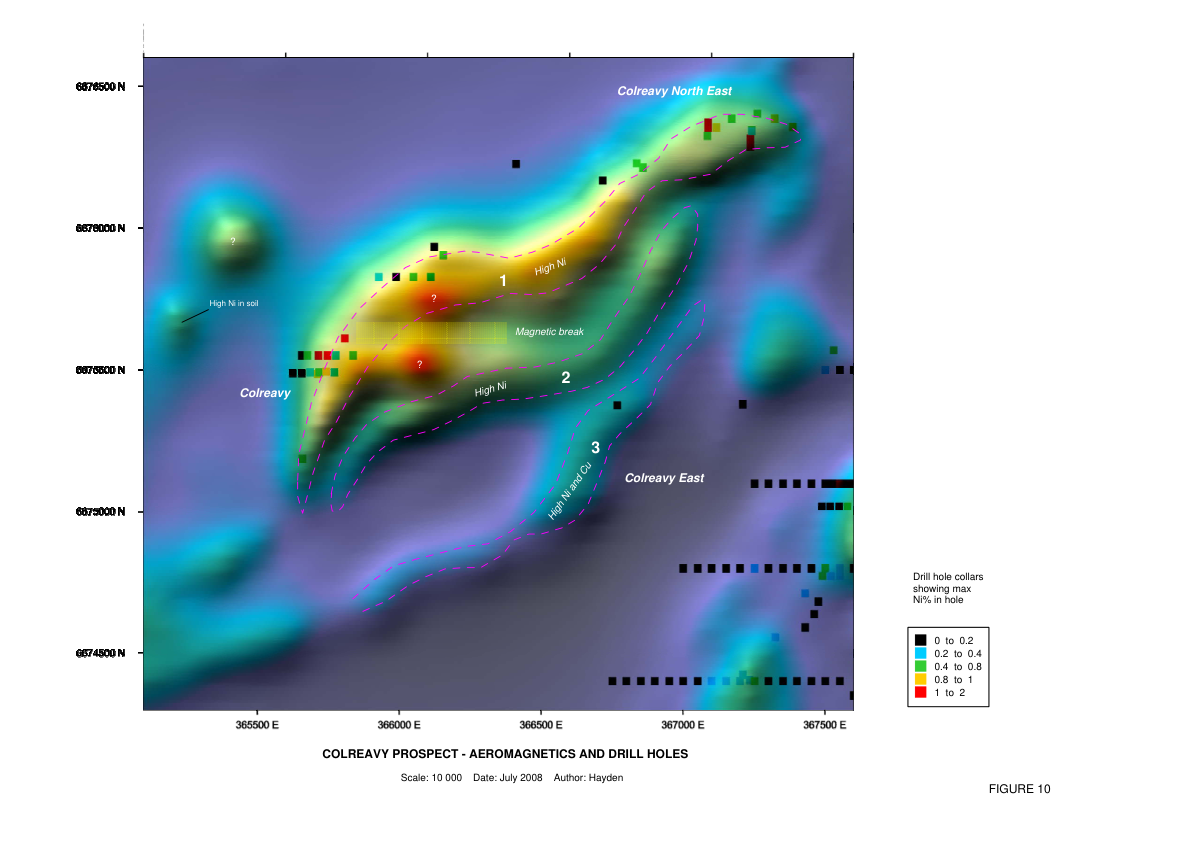 6676500 N
Colreavy North East
6676000 N
?
High Ni
1
?
High Ni in soil
Magnetic break
?
6675500 N
2
High Ni
Colreavy
3
Colreavy East
High Ni and Cu
6675000 N
6674500 N
365500 E
366000 E
366500 E
367000 E
367500 E
Drill hole collars
showing max
Ni% in hole
0 to 0.2
0.2 to 0.4
0.4 to 0.8
0.8 to 1
1 to 2
COLREAVY PROSPECT - AEROMAGNETICS AND DRILL HOLES
Scale: 10 000 Date: July 2008 Author: Hayden
FIGURE 10